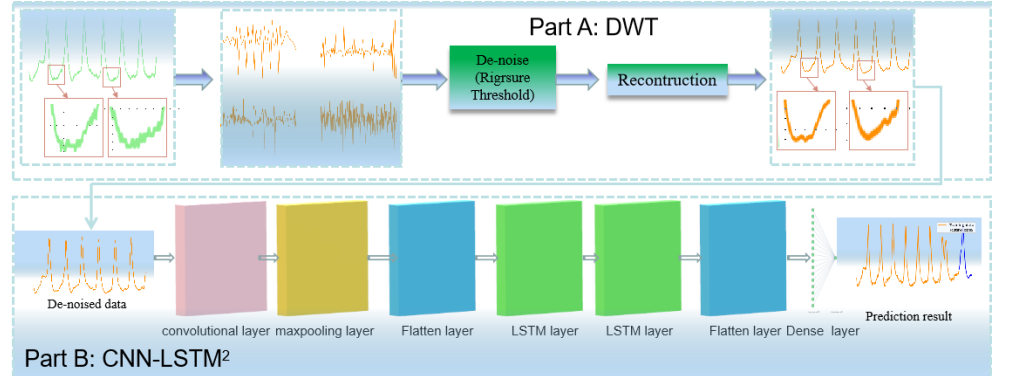 Part A: DWT
De-noise
(Rigrsure
Threshold)
Recontruction
De-noised data
convolutional layer
maxpooling layer
Flatten layer
LSTM layer
LSTM layer
Flatten layer
Dense layer
Prediction result
Part B: CNN-LSTM²